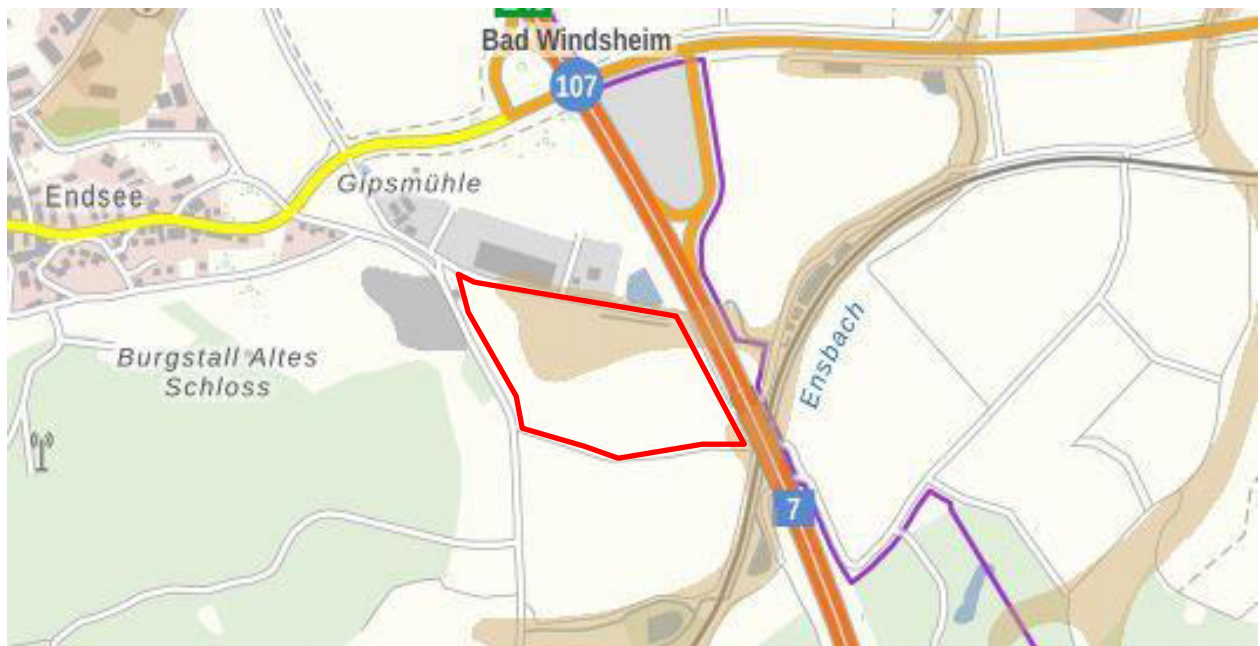 Bad Windsheim
107
Gipsmühle
Endsee
Ensbach
Burgstall Altes
Schloss
7